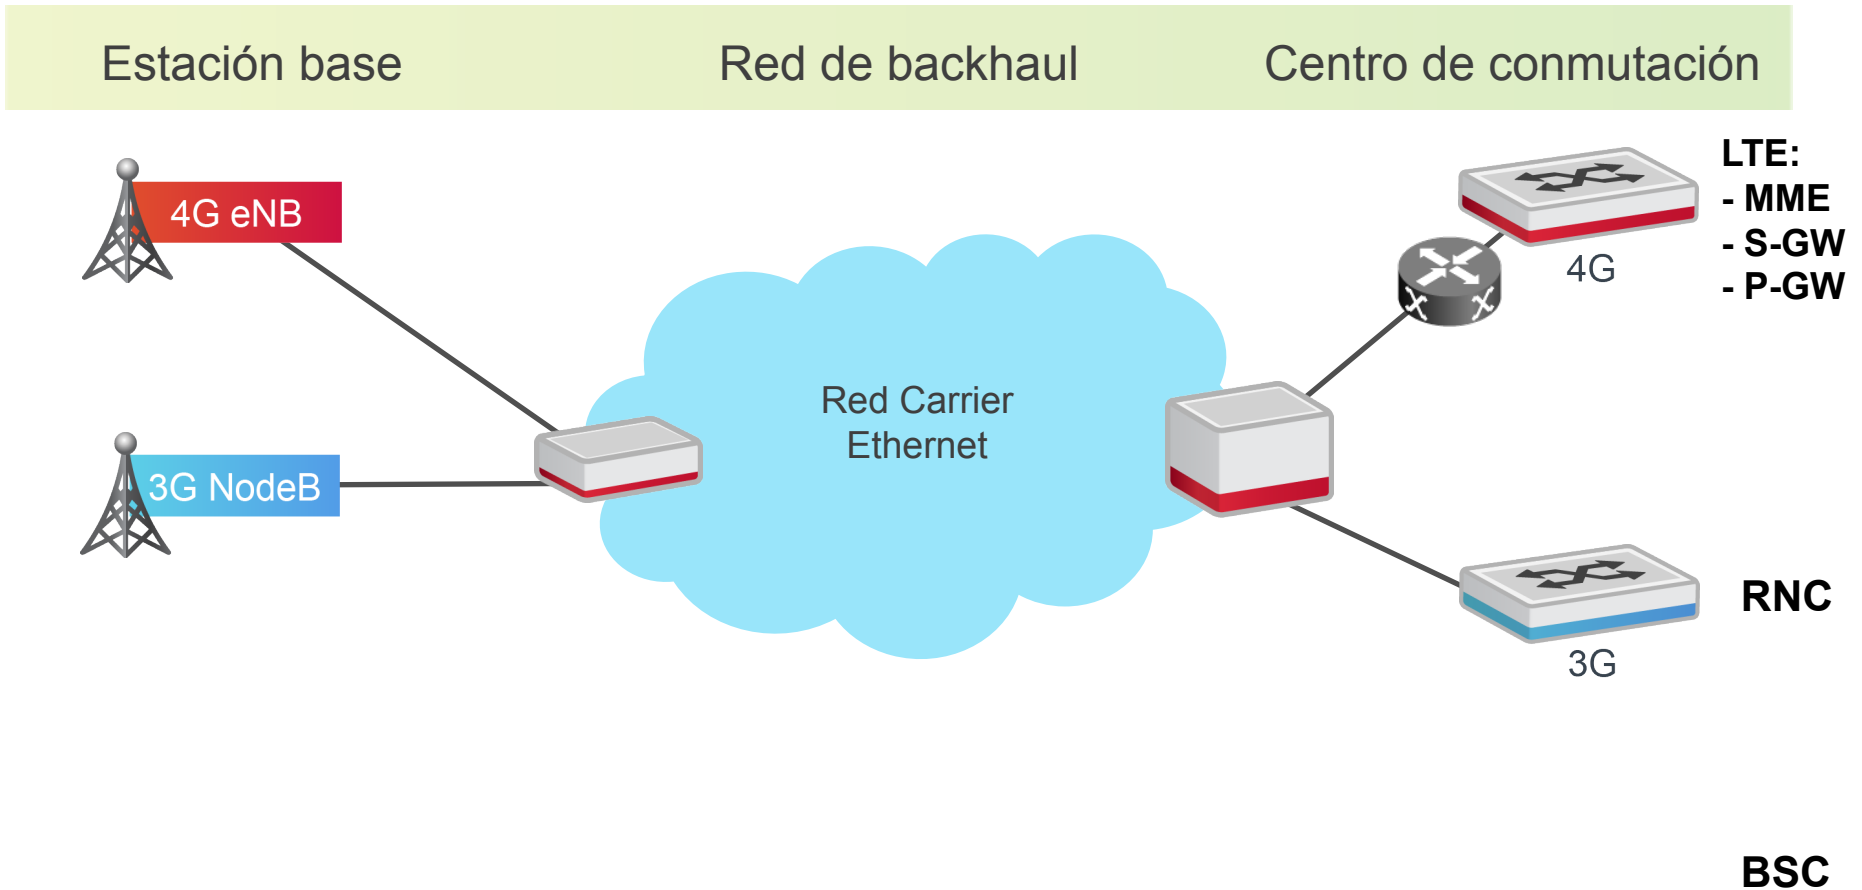 Estación base
Red de backhaul
Centro de conmutación
4G eNB
LTE:
- MME
- S-GW
- P-GW
4G
Red Carrier
Ethernet
3G NodeB
RNC
3G
BSC